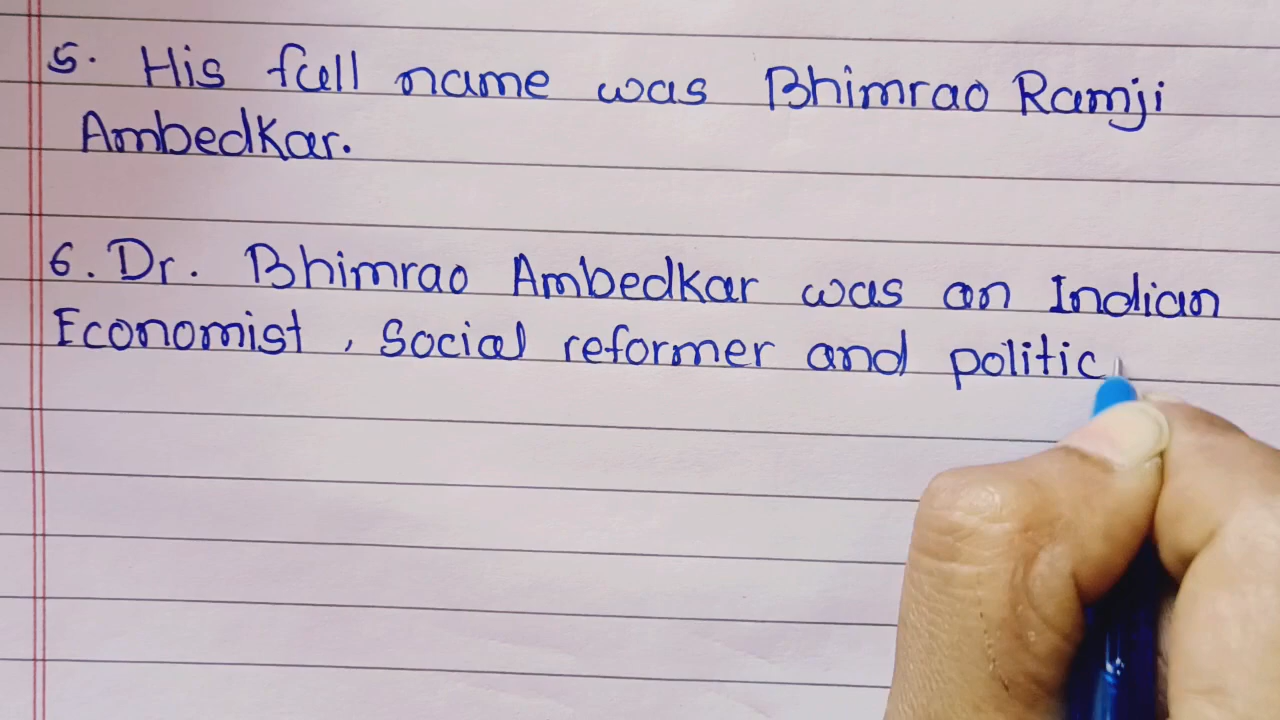 5. His full name was Bhimrao Ramji
Ambedkar.
6. Dr. Bhimrao Ambedkar was an Indian
Economist, Social reformer and politic